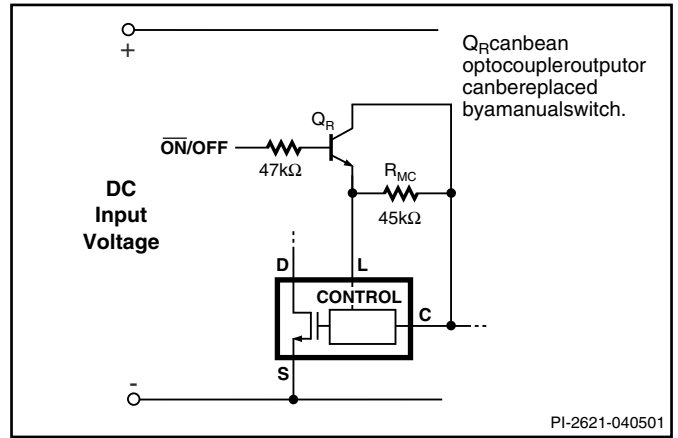 +
QRcanbean
optocoupleroutputor
canbereplaced
byamanualswitch.
QR
ON/OFF
47kΩ
RMC
45kΩ
DC
Input
Voltage
D
L
CONTROL
C
S
-
PI-2621-040501